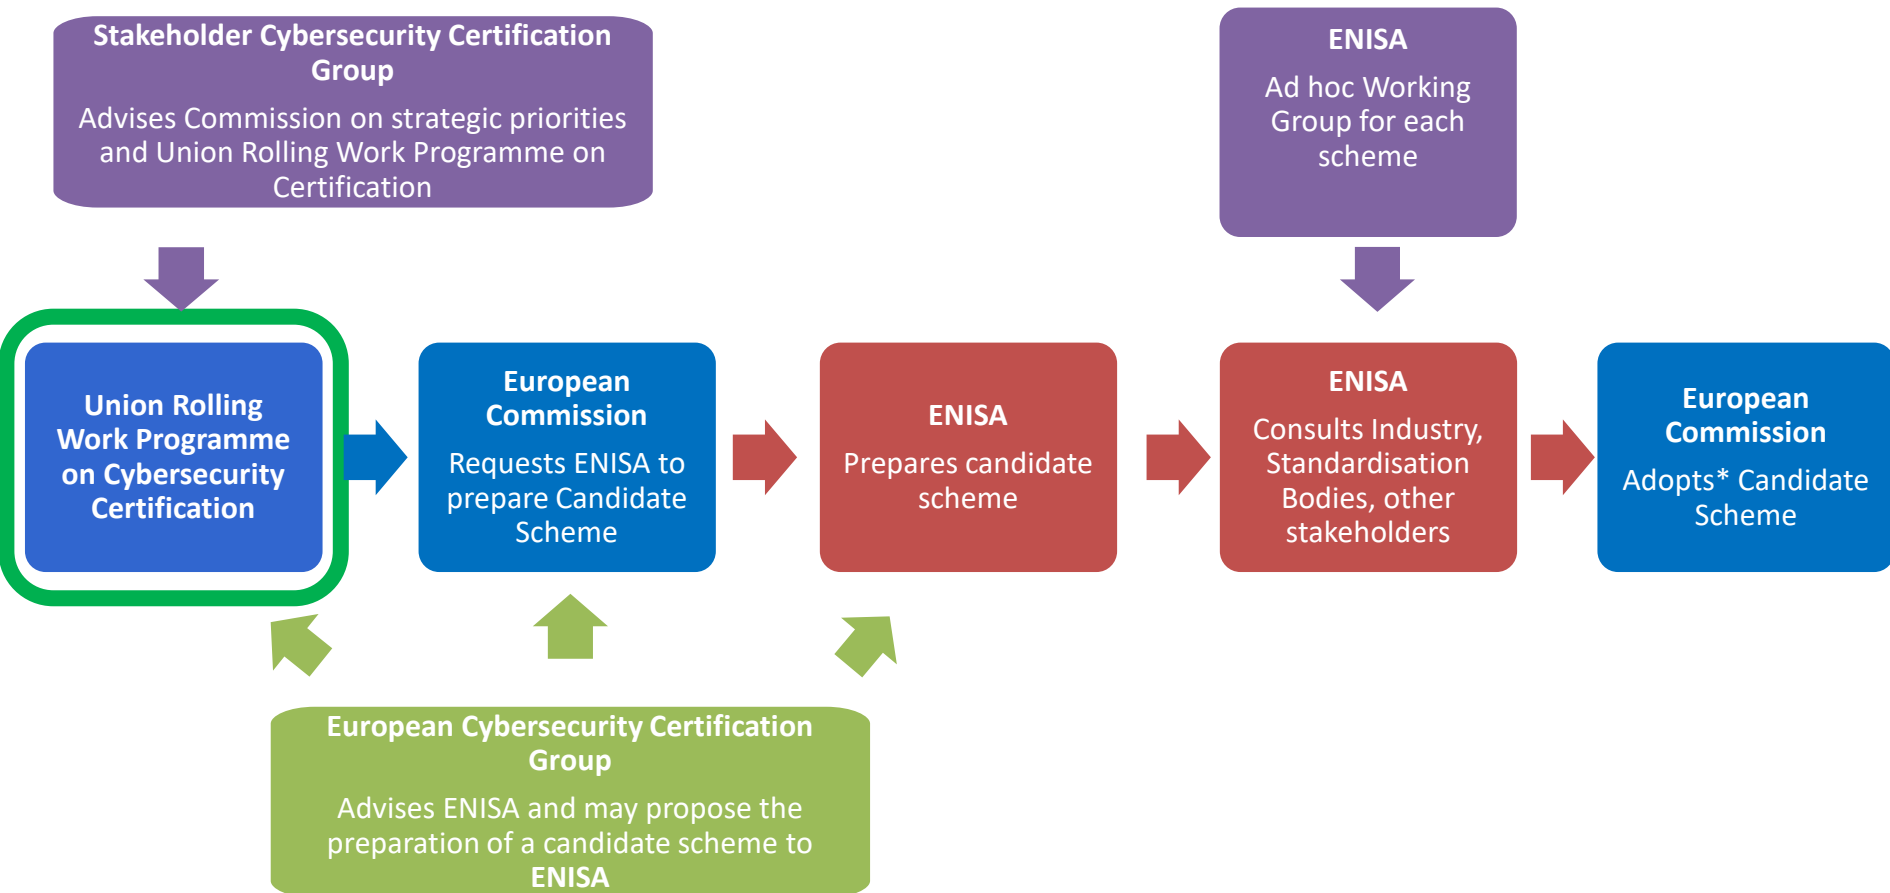 Stakeholder Cybersecurity Certification
Group
Advises Commission on strategic priorities
and Union Rolling Work Programme on
Certification
ENISA
Ad hoc Working
Group for each
scheme
Union Rolling
Work Programme
on Cybersecurity
Certification
European
Commission
Requests ENISA to
prepare Candidate
Scheme
ENISA
Prepares candidate
scheme
ENISA
Consults Industry,
Standardisation
Bodies, other
stakeholders
European
Commission
Adopts* Candidate
Scheme
European Cybersecurity Certification
Group
Advises ENISA and may propose the
preparation of a candidate scheme to
ENISA